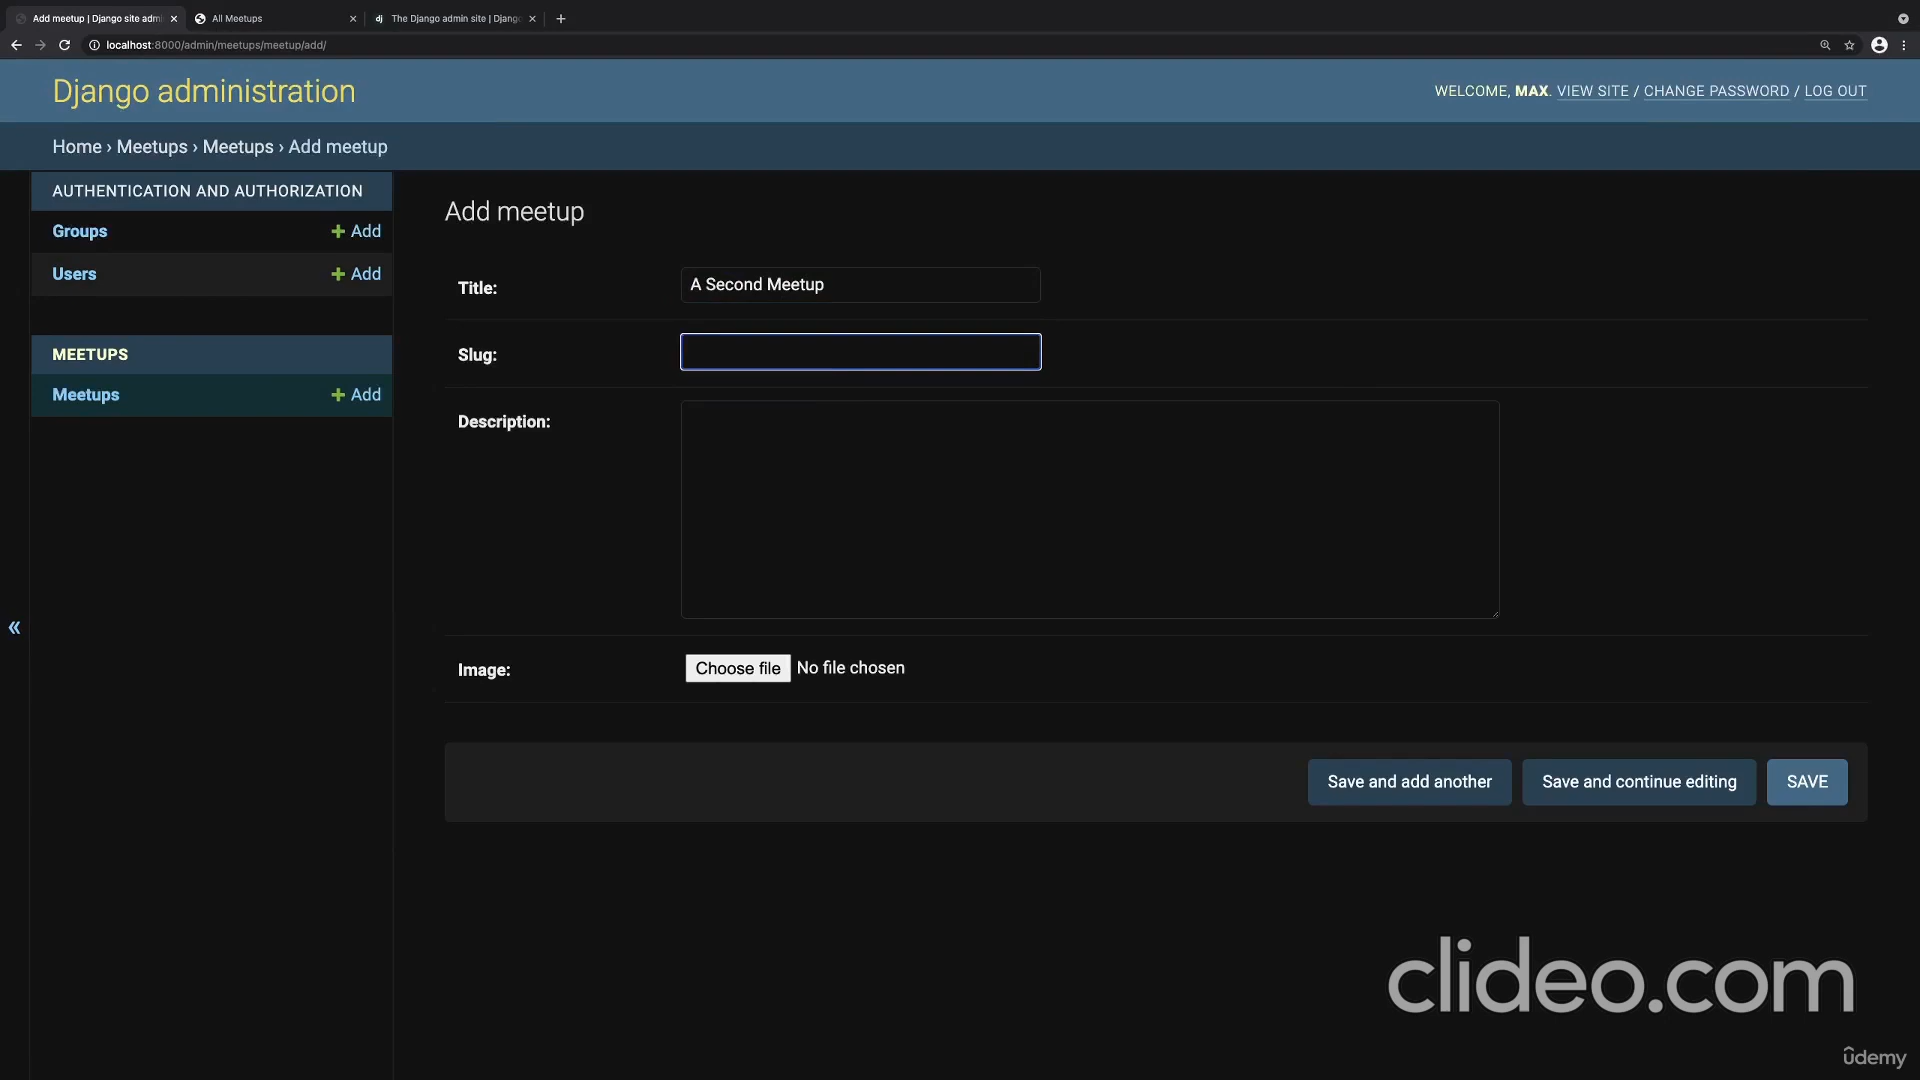 Add meetup | Django site adm
All Meetups
dj The Django admin site | Djang
localhost:8000/admin/meetups/meetup/add/
Django administration
WELCOME, MAX. VIEW SITE / CHANGE PASSWORD / LOG OUT
Home › Meetups › Meetups › Add meetup
AUTHENTICATION AND AUTHORIZATION
Groups + Add
Users + Add
MEETUPS
Meetups + Add
«
Add meetup
Title: A Second Meetup
Slug:
Description:
Image: Choose file No file chosen
Save and add another
Save and continue editing
SAVE
clideo.com
udemy